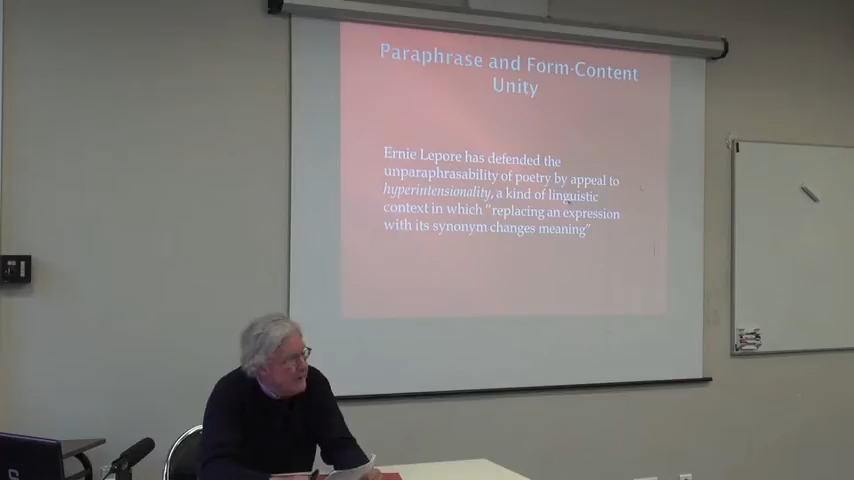 Paraphrase and Form-Content
Unity
Ernie Lepore has defended the
unparaphrasability of poetry by appeal to
hyperintensionality, a kind of linguistic
context in which “replacing an expression
with its synonym changes meaning”